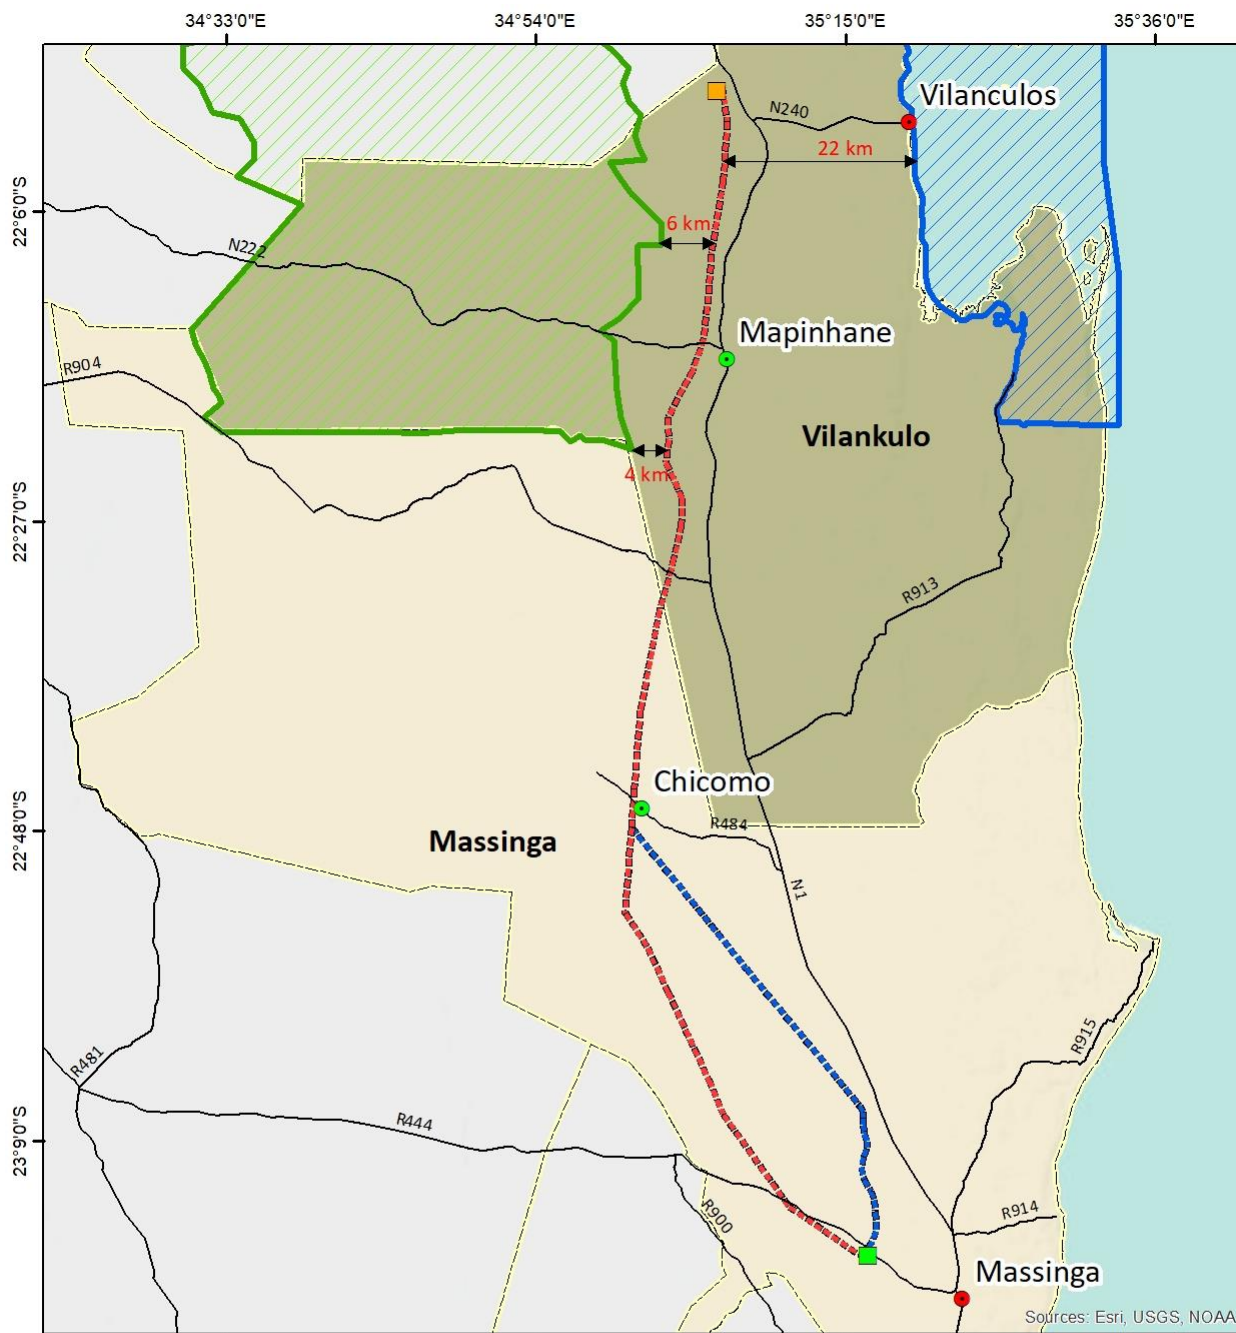 34°33'0"E
34°54'0"E
35°15'0"E
35°36'0"E
Vilanculos
N240
22 km
22°6'0"S
6 km
N222
Mapinhane
R904
Vilankulo
4 km
22°27'0"S
R913
Chicomo
22°48'0"S
R484
Massinga
N1
R915
R481
R444
23°9'0"S
R900
R914
Massinga
Sources: Esri, USGS, NOAA